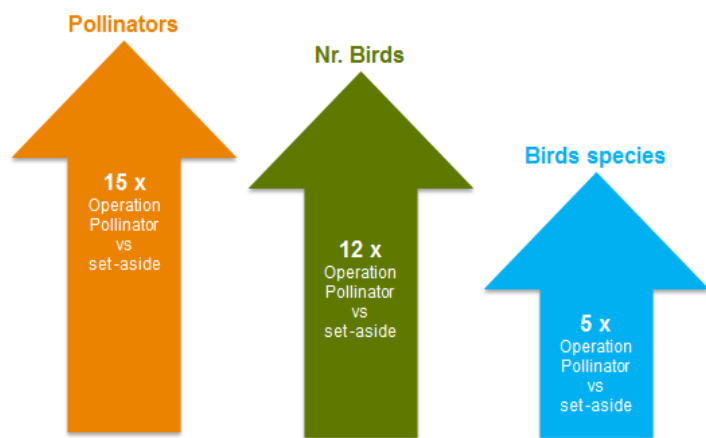 Pollinators
15 x
Operation
Pollinator
vs
set-aside
Nr. Birds
12 x
Operation
Pollinator
vs
set-aside
Birds species
5 x
Operation
Pollinator
vs
set-aside